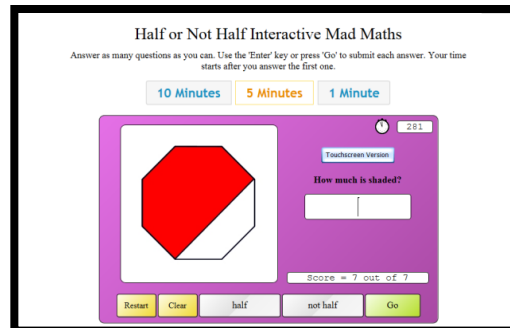 Half or Not Half Interactive Mad Maths
Answer as many questions as you can. Use the 'Enter' key or press 'Go' to submit each answer. Your time
starts after you answer the first one.
10 Minutes 5 Minutes 1 Minute
281
Touchscreen Version
How much is shaded?
Score = 7 out of 7
Restart Clear half not half Go